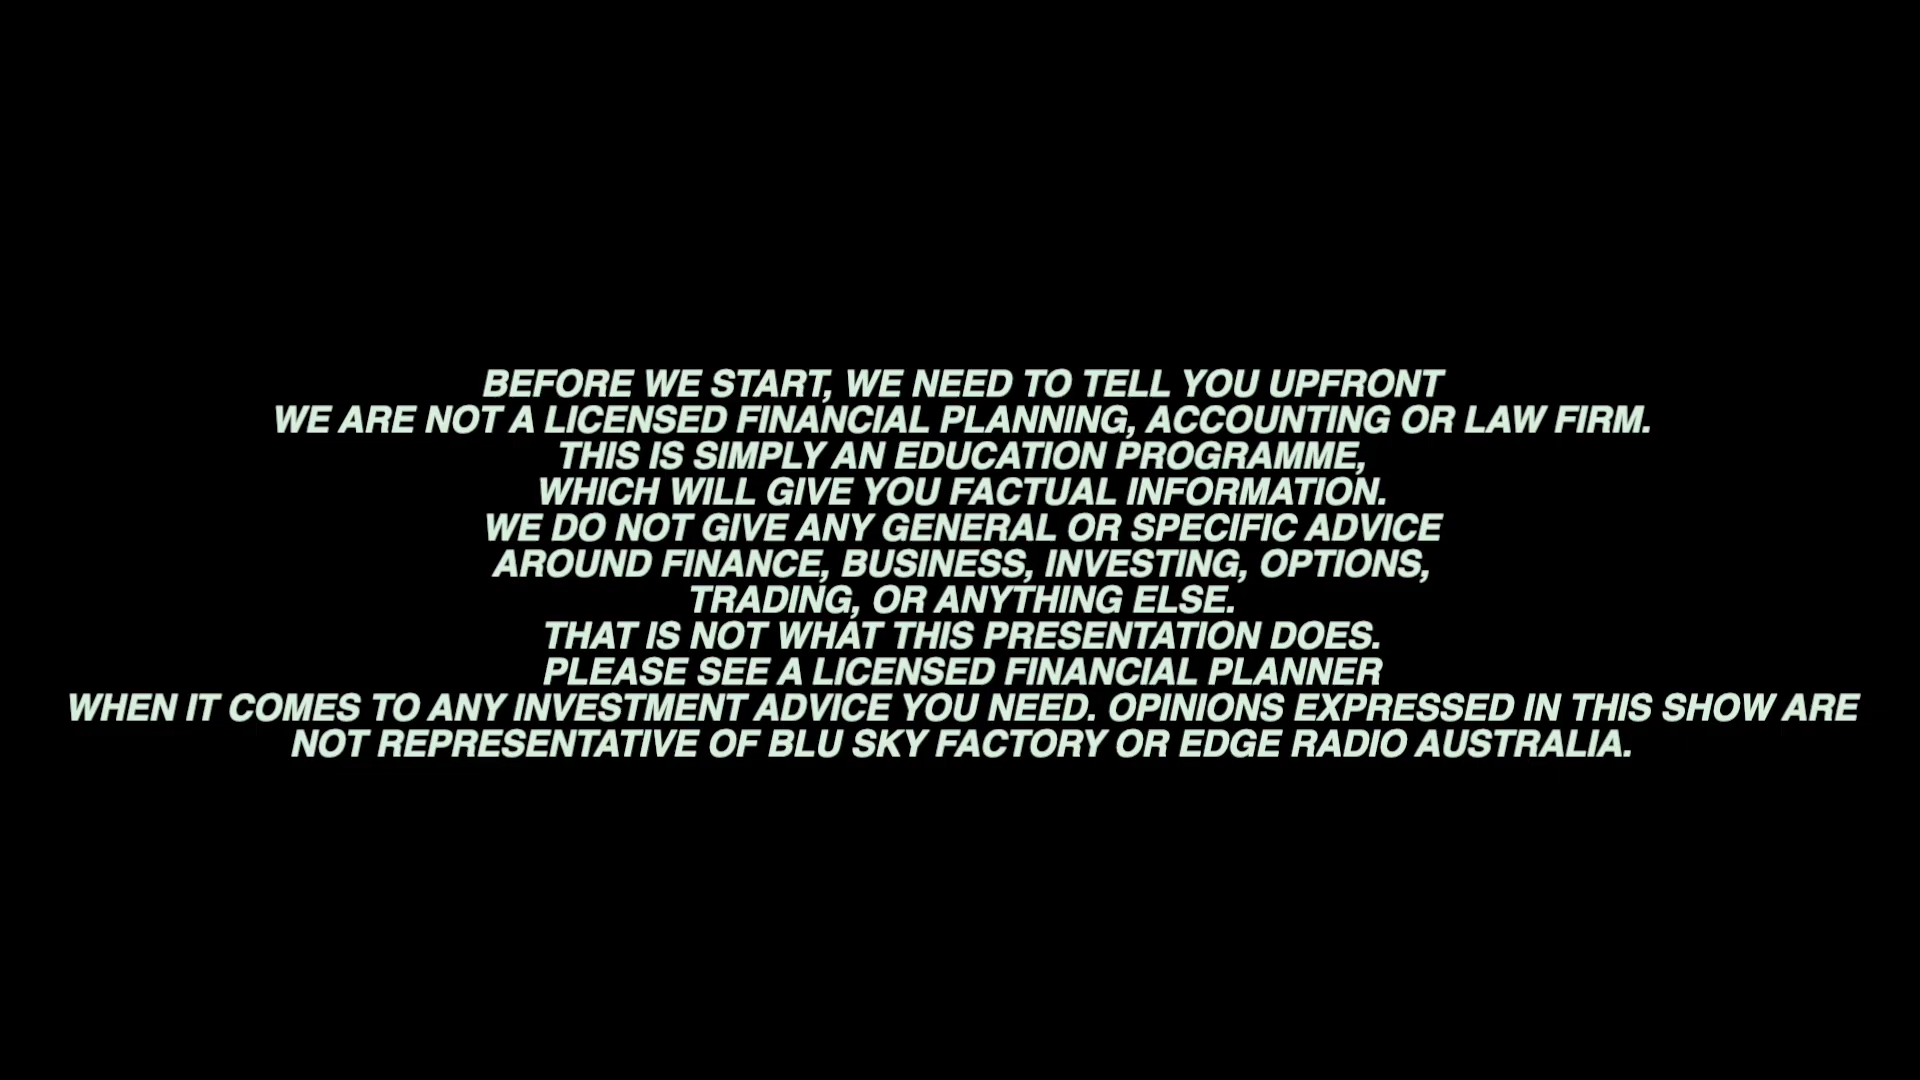 BEFORE WE START, WE NEED TO TELL YOU UPFRONT
WE ARE NOT A LICENSED FINANCIAL PLANNING, ACCOUNTING OR LAW FIRM.
THIS IS SIMPLY AN EDUCATION PROGRAMME,
WHICH WILL GIVE YOU FACTUAL INFORMATION.
WE DO NOT GIVE ANY GENERAL OR SPECIFIC ADVICE
AROUND FINANCE, BUSINESS, INVESTING, OPTIONS,
TRADING, OR ANYTHING ELSE.
THAT IS NOT WHAT THIS PRESENTATION DOES.
PLEASE SEE A LICENSED FINANCIAL PLANNER
WHEN IT COMES TO ANY INVESTMENT ADVICE YOU NEED. OPINIONS EXPRESSED IN THIS SHOW ARE
NOT REPRESENTATIVE OF BLU SKY FACTORY OR EDGE RADIO AUSTRALIA.